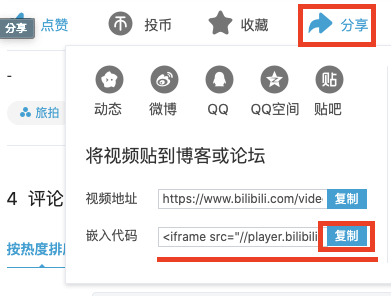 点赞 投币 收藏 分享
分享
-
旅拍
动态 微博 QQ QQ空间 贴吧
将视频贴到博客或论坛
视频地址 https://www.bilibili.com/vide 复制
嵌入代码 <iframe src="//player.bilibili 复制
4 评论
按热度排